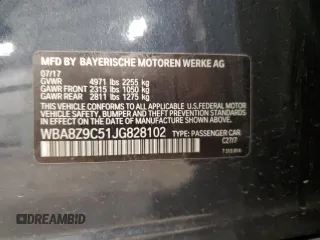 MFD BY BAYERISCHE MOTOREN WERKE AG
07/17
GVWR 4971 lbs 2255 kg
GAWR FRONT 2315 lbs 1050 kg
GAWR REAR 2811 lbs 1275 kg
THIS VEHICLE CONFORMS TO ALL APPLICABLE
FEDERAL MOTOR VEHICLE SAFETY, BUMPER, AND
THEFT PREVENTION STANDARDS IN EFFECT ON THE
DATE OF MANUFACTURE SHOWN ABOVE.
WBA8Z9C51JG828102 TYPE: PASSENGER CAR
DREAMBID